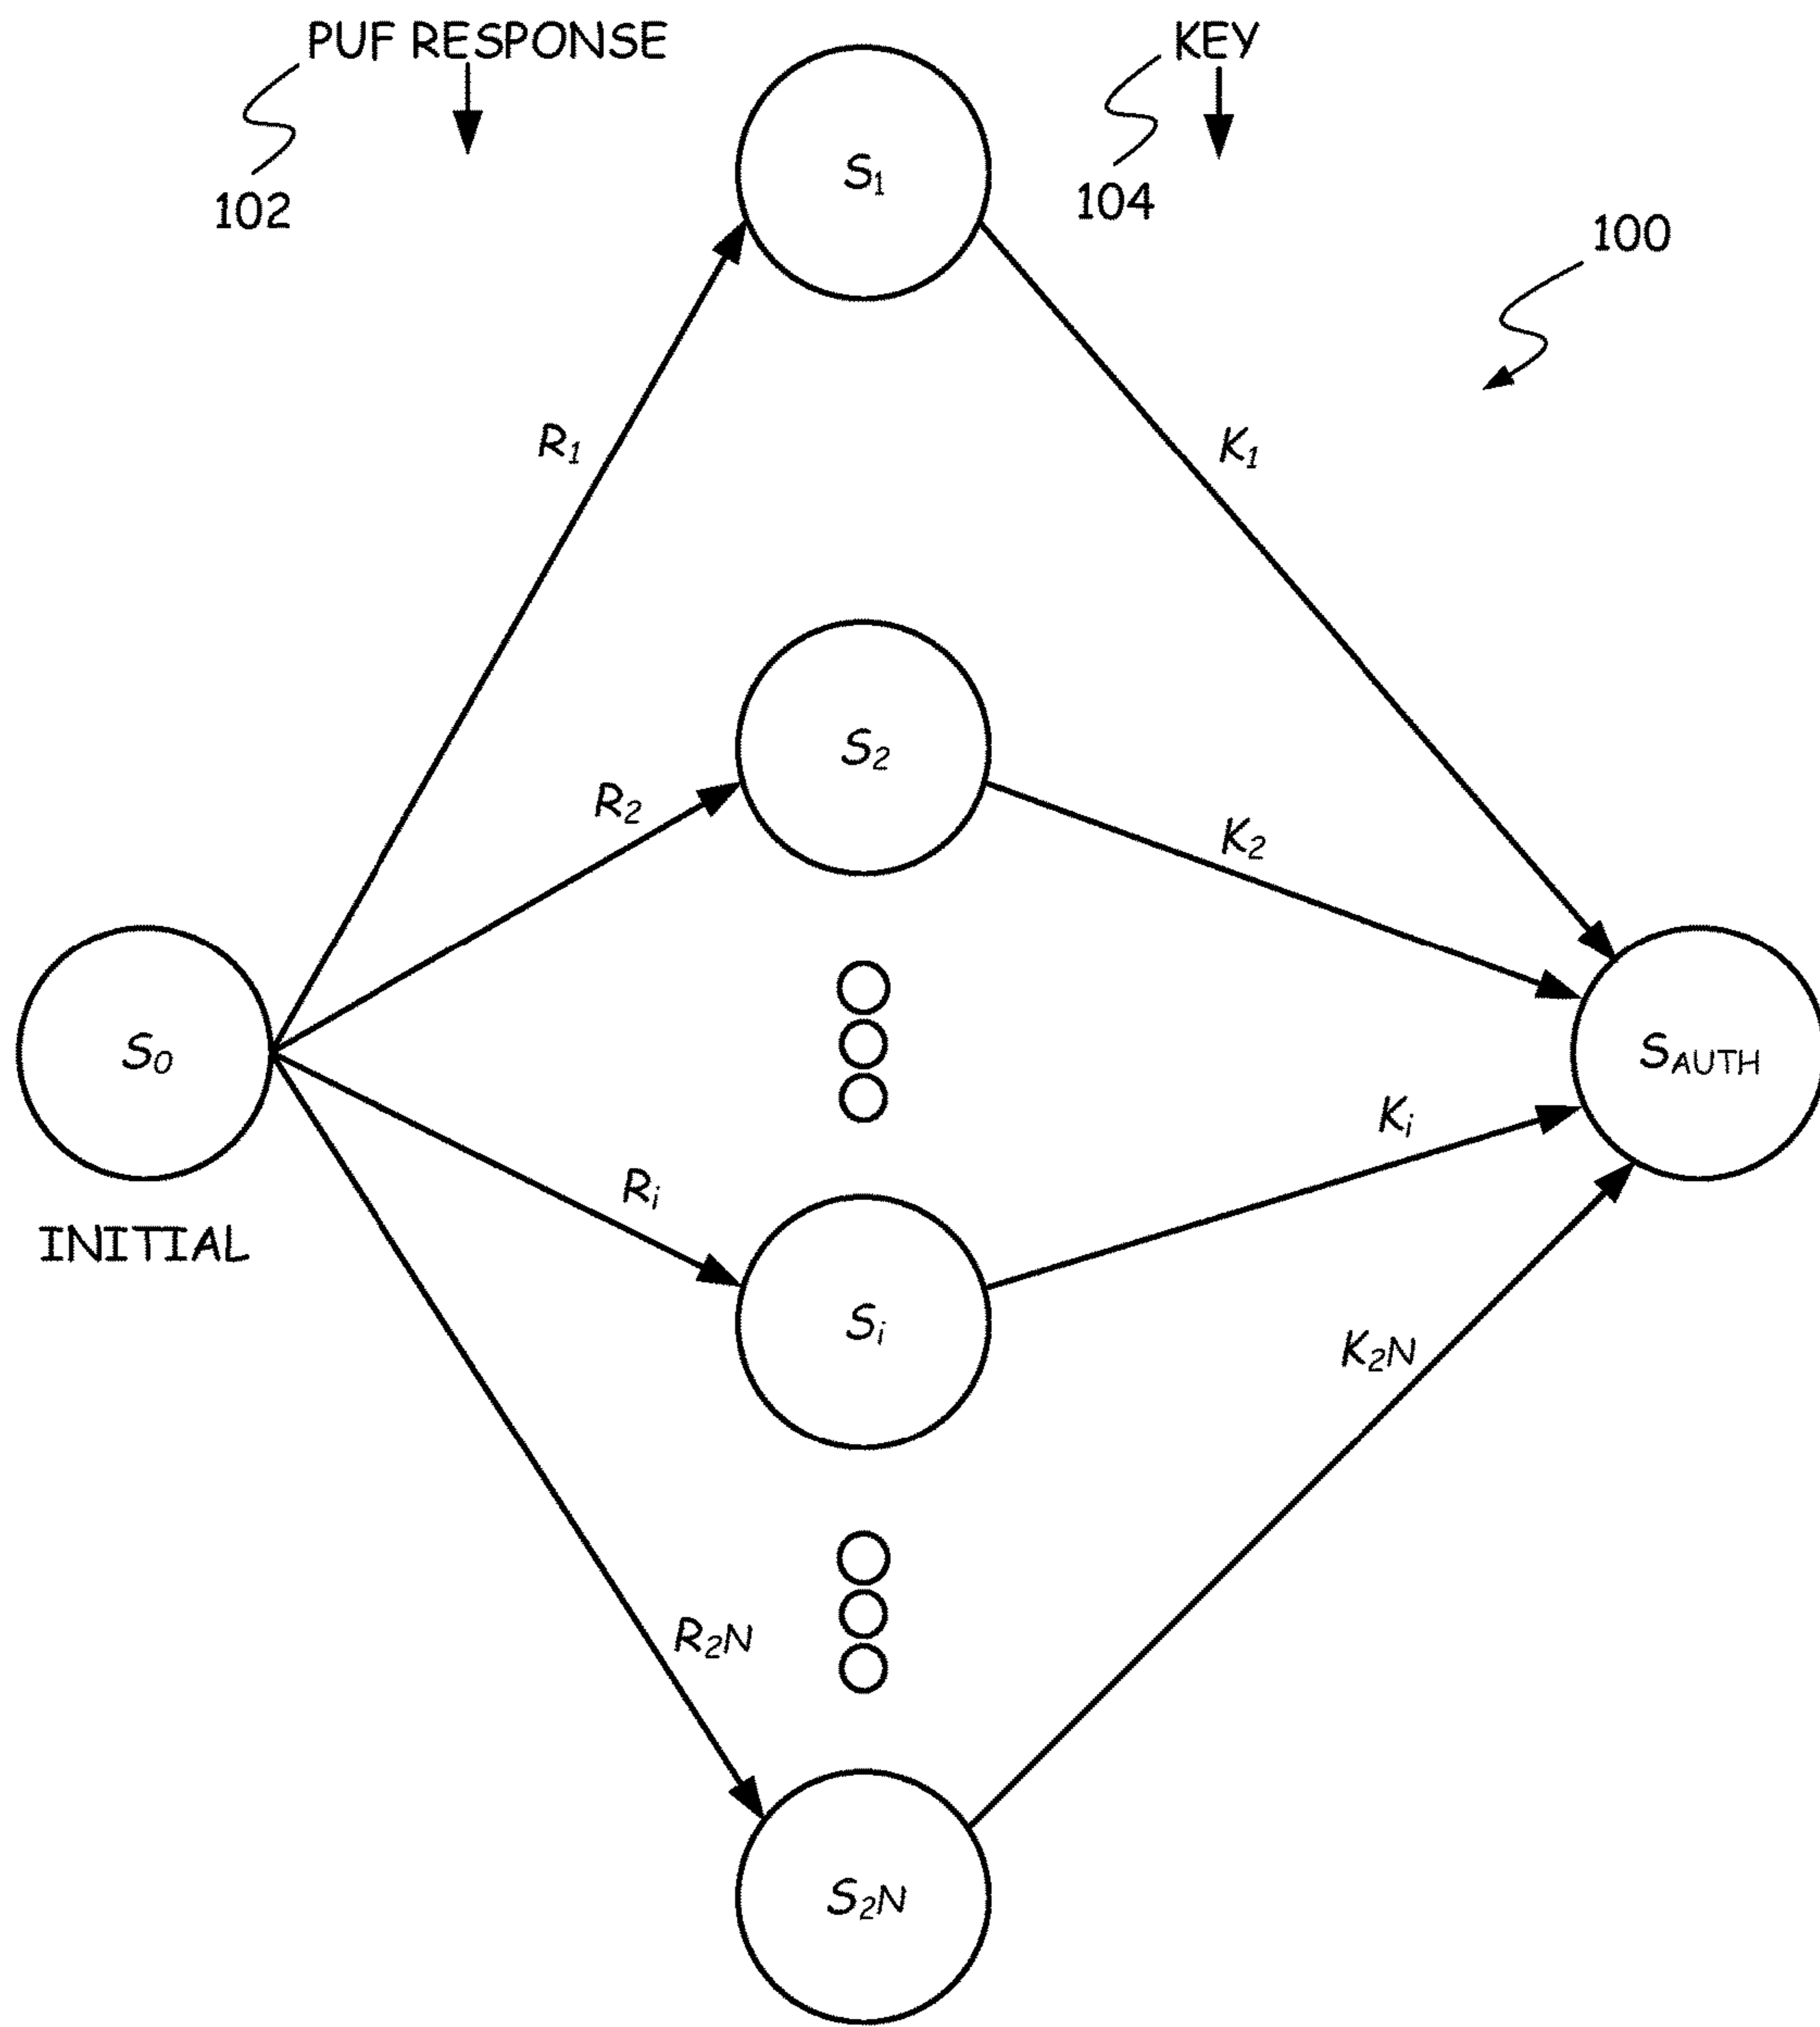 PUF RESPONSE
KEY
102
104
100
S1
R1
K1
S2
R2
K2
S0
INITIAL
SAUTH
Ri
Ki
Si
K2N
R2N
S2N